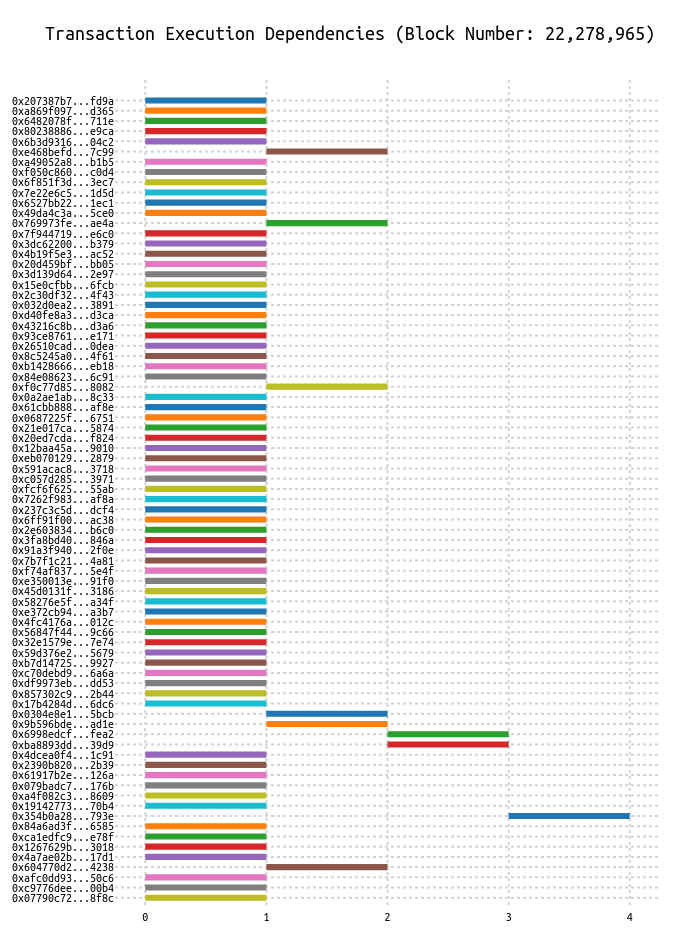 Transaction Execution Dependencies (Block Number: 22,278,965)
0x207387b7...fd9a
0xa869f097...d365
0x6482078f...711e
0x80238886...e9ca
0x6b3d9316...04c2
0xe468befd...7c99
0xa49052a8...b1b5
0xf050c860...c0d4
0x6f851f3d...3ec7
0x7e22e6c5...1d5d
0x6527bb22...1ec1
0x49da4c3a...5ce0
0x769973fe...ae4a
0x7f944719...e6c0
0x3dc62200...b379
0x4b19f5e3...ac52
0x20d459bf...bb05
0x3d139d64...2e97
0x15e0cfbb...6fcb
0x2c30df32...4f43
0x032d0ea2...3891
0xd40fe8a3...d3ca
0x43216c8b...d3a6
0x93ce8761...e171
0x26510cad...0dea
0x8c5245a0...4f61
0xb1428666...eb18
0x84e08623...6c91
0xf0c77d85...8082
0x0a2ae1ab...8c33
0x61cbb888...af8e
0x0687225f...6751
0x21e017ca...5874
0x20ed7cda...f824
0x12baa45a...9010
0xeb070129...2879
0x591acac8...3718
0xc057d285...3971
0xfcf6f625...55ab
0x7262f983...af8a
0x237c3c5d...dcf4
0x6ff91f00...ac38
0x2e603834...b6c0
0x3fa8bd40...846a
0x91a3f940...2f0e
0x7b7f1c21...4a81
0xf74af837...5e4f
0xe350013e...91f0
0x45d0131f...3186
0x58276e5f...a34f
0xe372cb94...a3b7
0x4fc4176a...012c
0x56847f44...9c66
0x32e1579e...7e74
0x59d376e2...5679
0xb7d14725...9927
0xc70debd9...6a6a
0xdf9973eb...dd53
0x857302c9...2b44
0x17b4284d...6dc6
0x0304e8e1...5bcb
0x9b596bde...ad1e
0x6998edcf...fea2
0xba8893dd...39d9
0x4dcea0f4...1c91
0x2390b820...2b39
0x61917b2e...126a
0x079badc7...176b
0xa4f082c3...8609
0x19142773...70b4
0x354b0a28...793e
0x84a6ad3f...6585
0xca1edfc9...e78f
0x1267629b...3018
0x4a7ae02b...17d1
0x604770d2...4238
0xafc0dd93...50c6
0xc9776dee...00b4
0x07790c72...8f8c
0 1 2 3 4